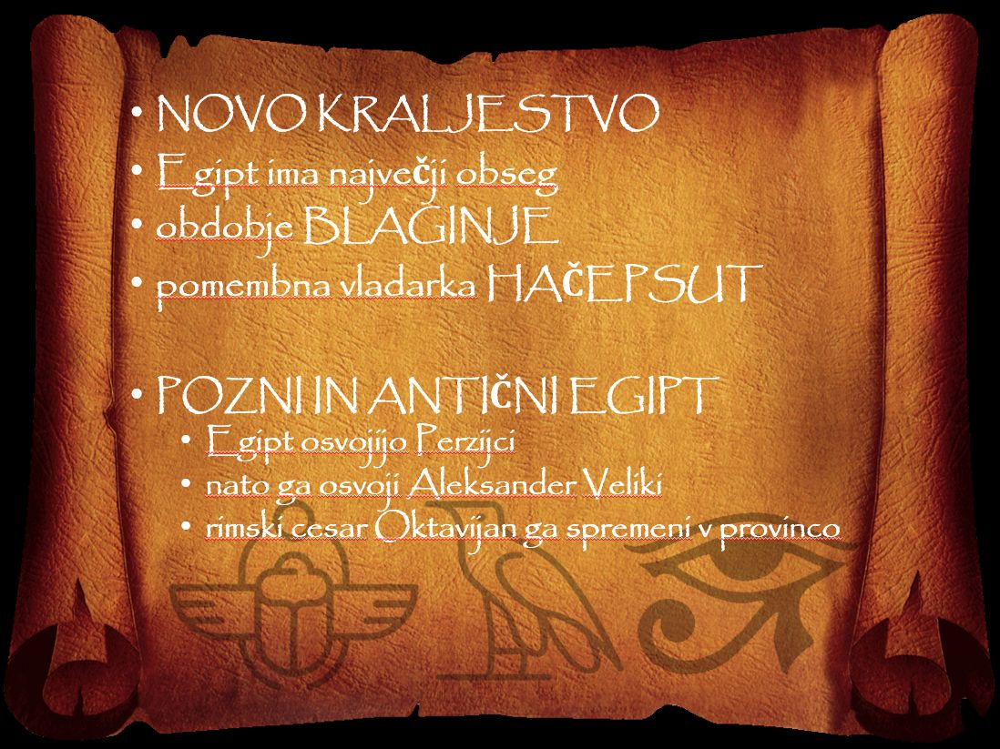 • NOVO KRALJESTVO
• Egipt ima največji obseg
• obdobje BLAGINJE
• pomembna vladarka HAČEPSUT
• POZNI IN ANTIČNI EGIPT
• Egipt osvojijo Perzijci
• nato ga osvoji Aleksander Veliki
• rimski cesar Oktavijan ga spremeni v provinco